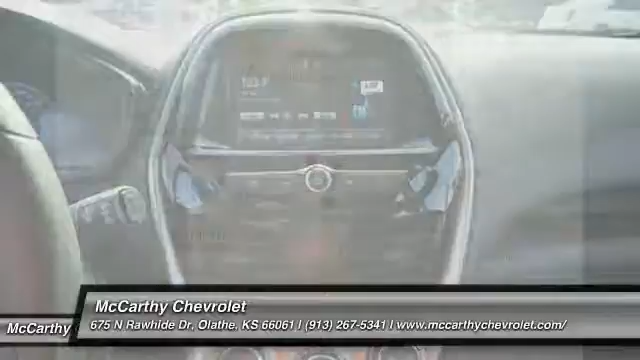 McCarthy Chevrolet
675 N Rawhide Dr, Olathe, KS 66061 | (913) 267-5341 | www.mccarthychevrolet.com/
McCarthy